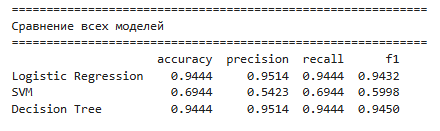 ============================================================
Сравнение всех моделей
============================================================
accuracy precision recall f1
Logistic Regression 0.9444 0.9514 0.9444 0.9432
SVM 0.6944 0.5423 0.6944 0.5998
Decision Tree 0.9444 0.9514 0.9444 0.9450